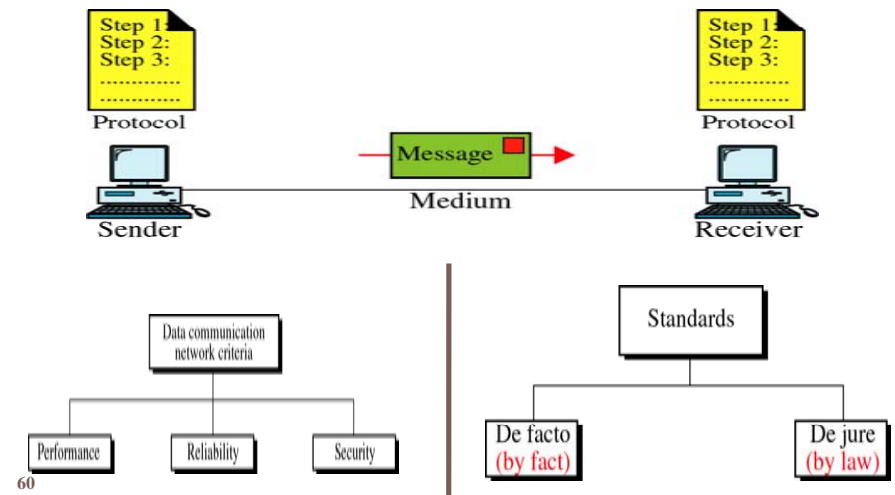 Step 1:
Step 2:
Step 3:
.............
.............
Protocol
Step 1:
Step 2:
Step 3:
.............
.............
Protocol
Message
Medium
Sender
Receiver
Data communication
network criteria
Performance
Reliability
Security
Standards
De facto
(by fact)
De jure
(by law)
60